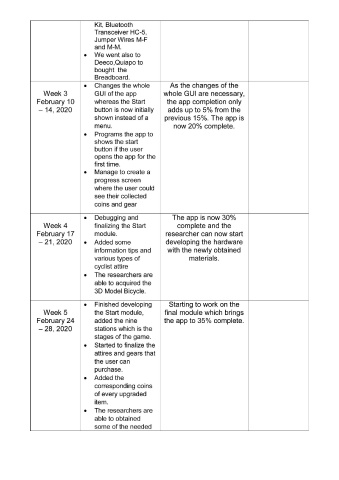 Kit, Bluetooth
Transceiver HC-5,
Jumper Wires M-F
and M-M.
• We went also to
Deeco,Quiapo to
bought the
Breadboard.
Week 3
February 10
– 14, 2020
• Changes the whole
GUI of the app
whereas the Start
button is now initially
shown instead of a
menu.
• Programs the app to
shows the start
button if the user
opens the app for the
first time.
• Manage to create a
progress screen
where the user could
see their collected
coins and gear
As the changes of the
whole GUI are necessary,
the app completion only
adds up to 5% from the
previous 15%. The app is
now 20% complete.
Week 4
February 17
– 21, 2020
• Debugging and
finalizing the Start
module.
• Added some
information tips and
various types of
cyclist attire
• The researchers are
able to acquired the
3D Model Bicycle.
The app is now 30%
complete and the
researcher can now start
developing the hardware
with the newly obtained
materials.
Week 5
February 24
– 28, 2020
• Finished developing
the Start module,
added the nine
stations which is the
stages of the game.
• Started to finalize the
attires and gears that
the user can
purchase.
• Added the
corresponding coins
of every upgraded
item.
• The researchers are
able to obtained
some of the needed
Starting to work on the
final module which brings
the app to 35% complete.